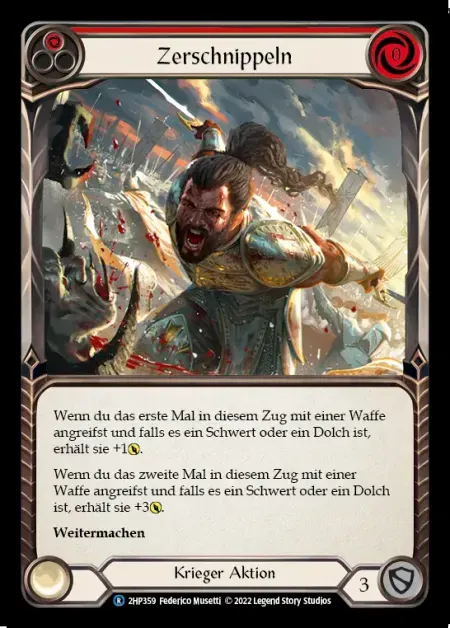 Zerschnippeln
0
Wenn du das erste Mal in diesem Zug mit einer Waffe
angreifst und falls es ein Schwert oder ein Dolch ist,
erhält sie +1.
Wenn du das zweite Mal in diesem Zug mit einer
Waffe angreifst und falls es ein Schwert oder ein Dolch
ist, erhält sie +3.
Weitermachen
Krieger Aktion
3
R 2HP359 Federico Musetti © 2022 Legend Story Studios